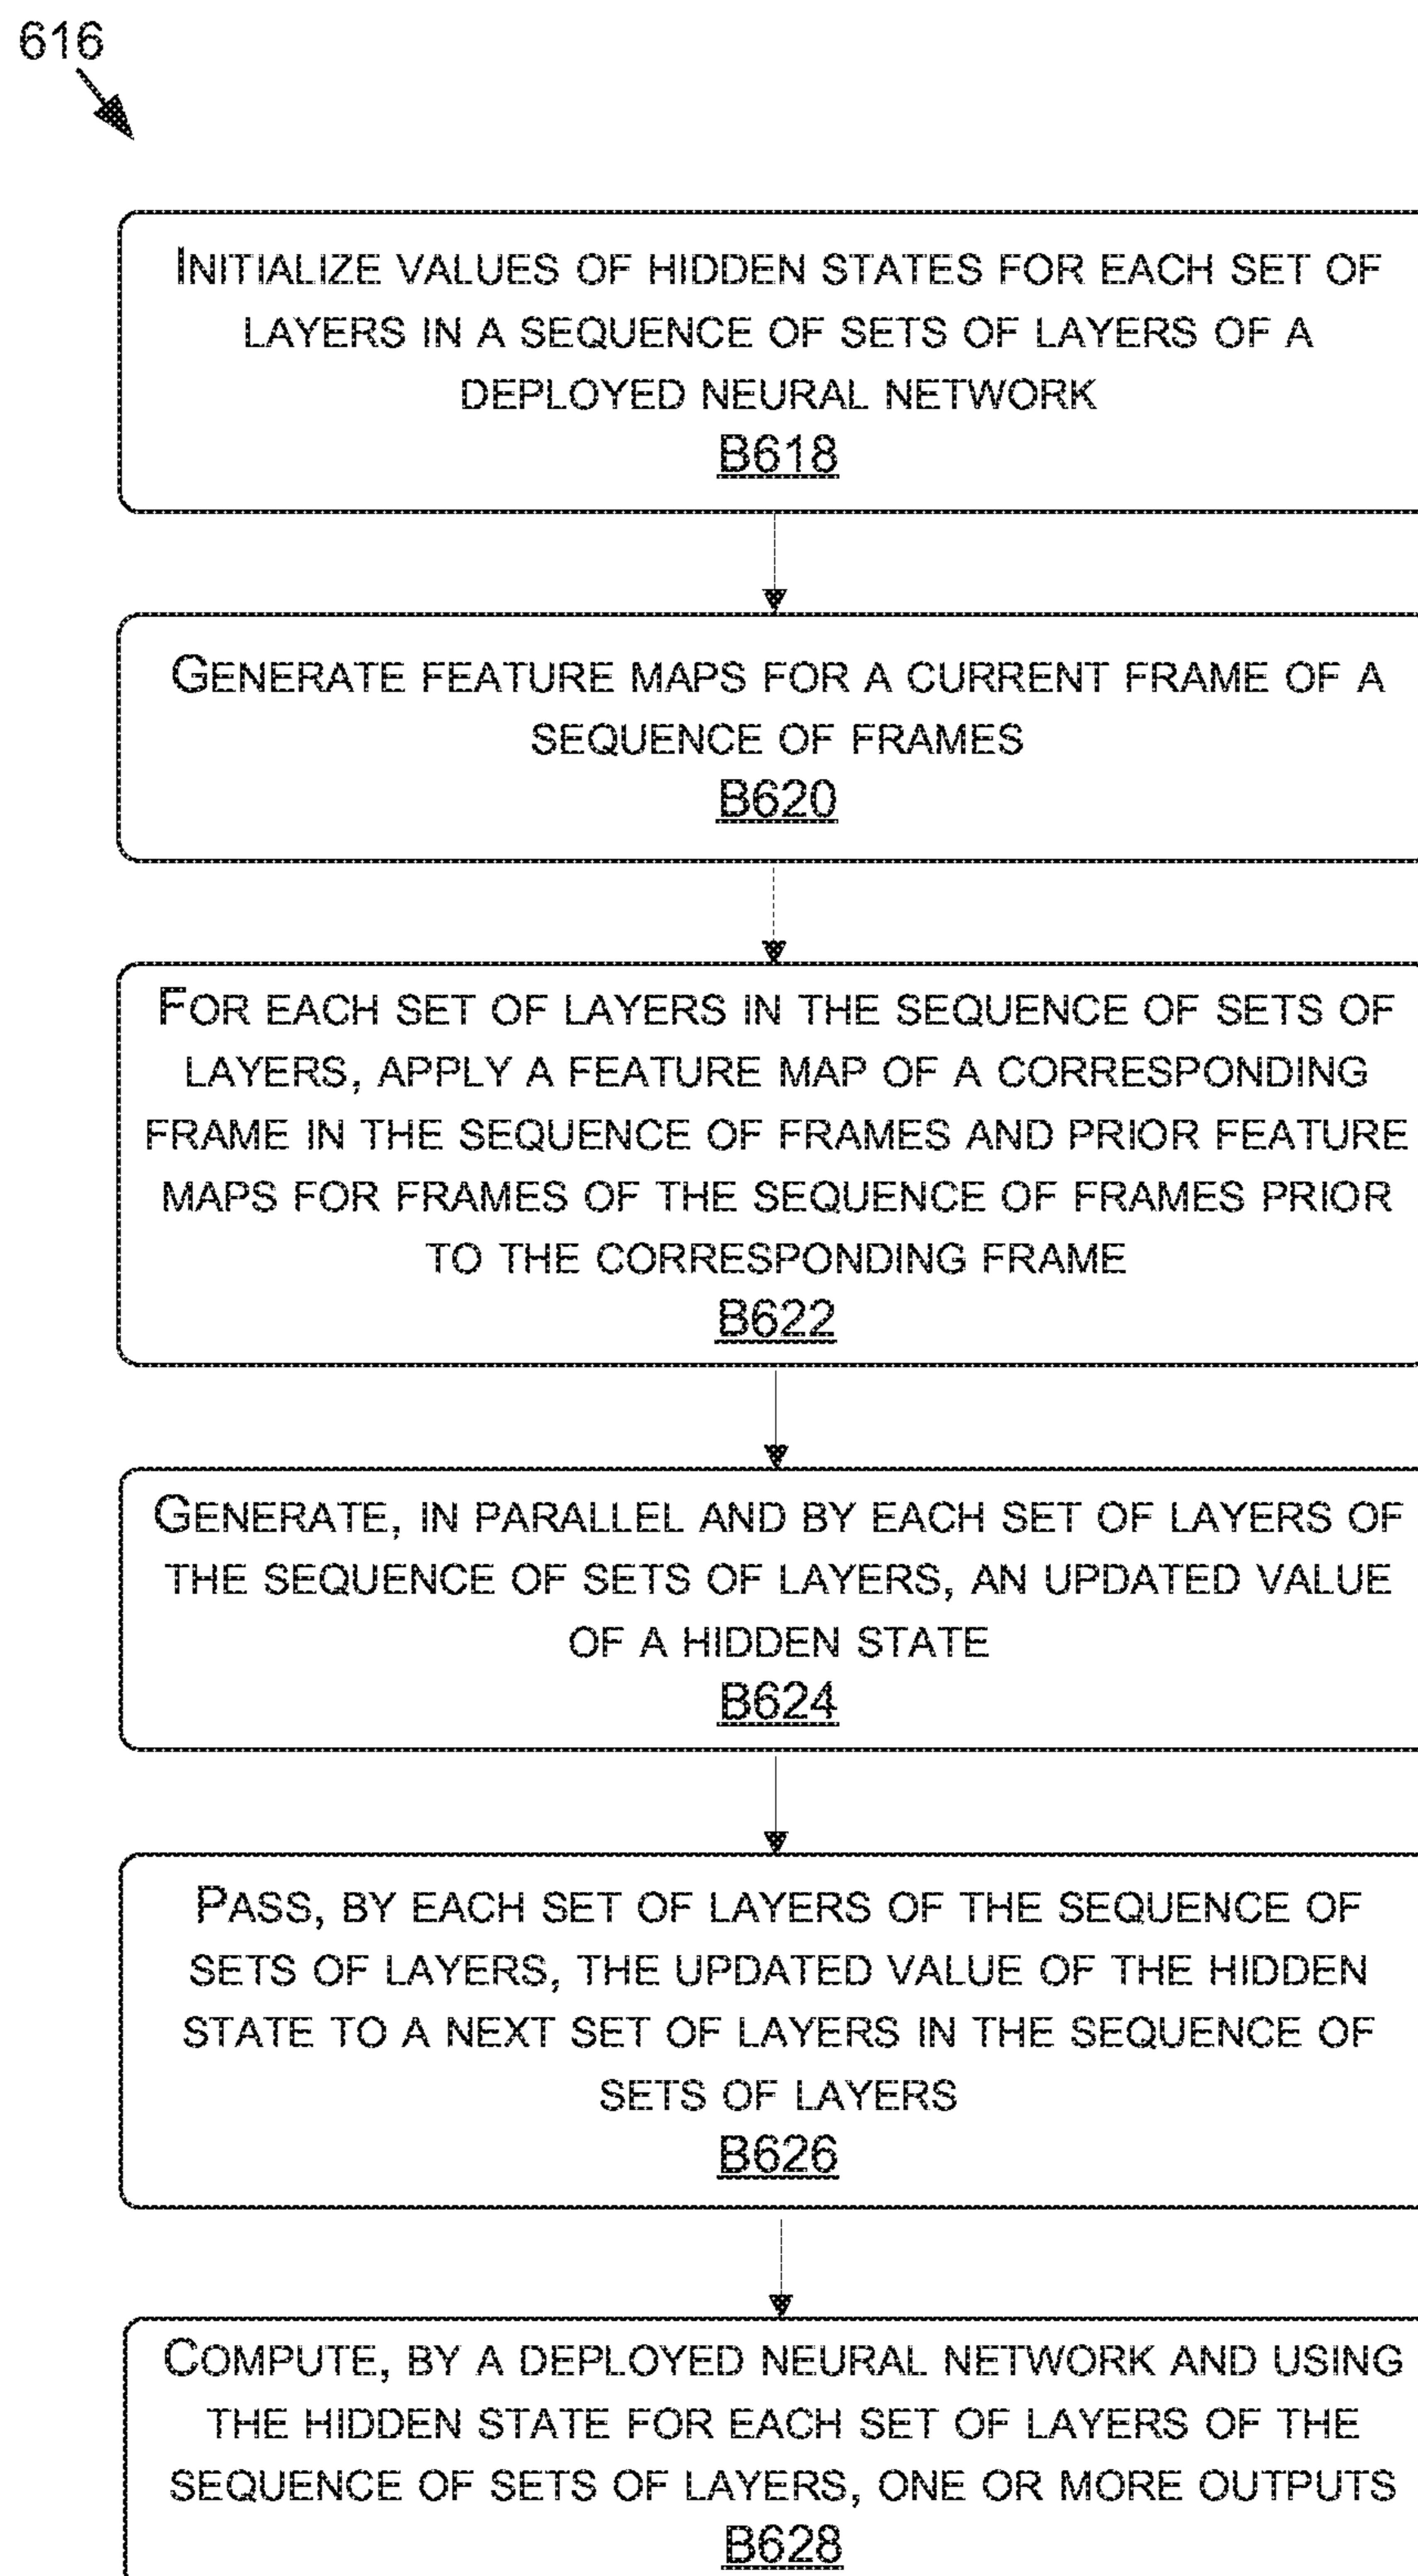 616
INITIALIZE VALUES OF HIDDEN STATES FOR EACH SET OF
LAYERS IN A SEQUENCE OF SETS OF LAYERS OF A
DEPLOYED NEURAL NETWORK
B618
GENERATE FEATURE MAPS FOR A CURRENT FRAME OF A
SEQUENCE OF FRAMES
B620
FOR EACH SET OF LAYERS IN THE SEQUENCE OF SETS OF
LAYERS, APPLY A FEATURE MAP OF A CORRESPONDING
FRAME IN THE SEQUENCE OF FRAMES AND PRIOR FEATURE
MAPS FOR FRAMES OF THE SEQUENCE OF FRAMES PRIOR
TO THE CORRESPONDING FRAME
B622
GENERATE, IN PARALLEL AND BY EACH SET OF LAYERS OF
THE SEQUENCE OF SETS OF LAYERS, AN UPDATED VALUE
OF A HIDDEN STATE
B624
PASS, BY EACH SET OF LAYERS OF THE SEQUENCE OF
SETS OF LAYERS, THE UPDATED VALUE OF THE HIDDEN
STATE TO A NEXT SET OF LAYERS IN THE SEQUENCE OF
SETS OF LAYERS
B626
COMPUTE, BY A DEPLOYED NEURAL NETWORK AND USING
THE HIDDEN STATE FOR EACH SET OF LAYERS OF THE
SEQUENCE OF SETS OF LAYERS, ONE OR MORE OUTPUTS
B628